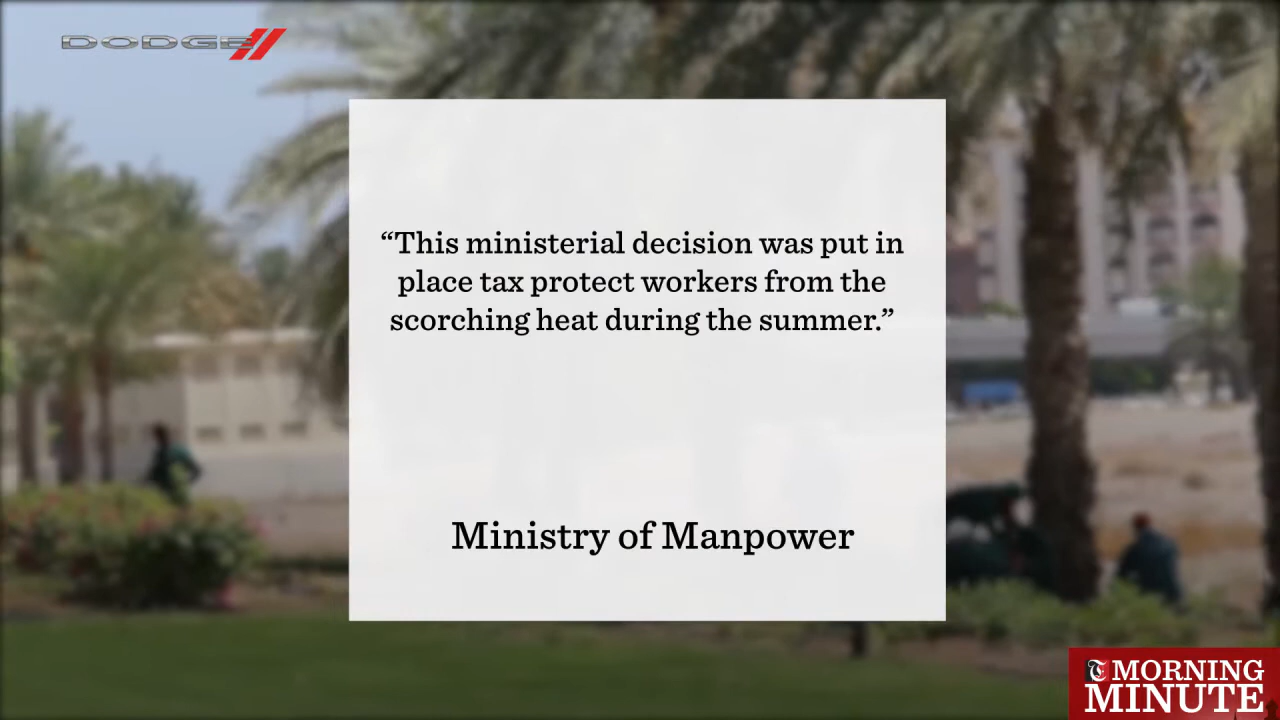 DODGE
“This ministerial decision was put in
place tax protect workers from the
scorching heat during the summer.”
Ministry of Manpower
T MORNING
MINUTE